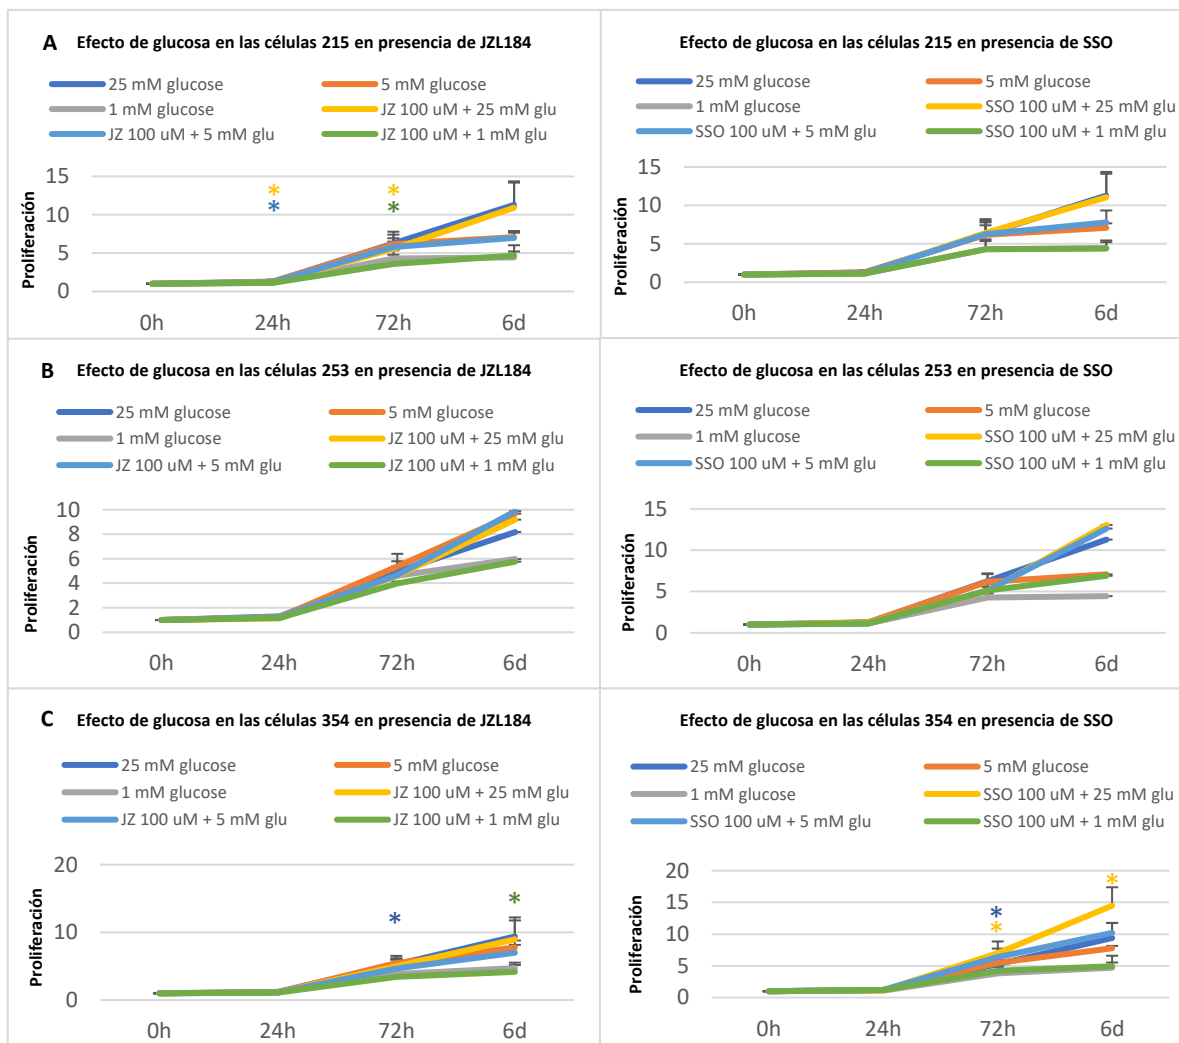 A Efecto de glucosa en las células 215 en presencia de JZL184
25 mM glucose 5 mM glucose
1 mM glucose JZ 100 uM + 25 mM glu
JZ 100 uM + 5 mM glu JZ 100 uM + 1 mM glu
Proliferación
15
10
5
0
* *
* *
0h 24h 72h 6d
Efecto de glucosa en las células 215 en presencia de SSO
25 mM glucose 5 mM glucose
1 mM glucose SSO 100 uM + 25 mM glu
SSO 100 uM + 5 mM glu SSO 100 uM + 1 mM glu
Proliferación
15
10
5
0
0h 24h 72h 6d
B Efecto de glucosa en las células 253 en presencia de JZL184
25 mM glucose 5 mM glucose
1 mM glucose JZ 100 uM + 25 mM glu
JZ 100 uM + 5 mM glu JZ 100 uM + 1 mM glu
Proliferación
10
8
6
4
2
0
0h 24h 72h 6d
Efecto de glucosa en las células 253 en presencia de SSO
25 mM glucose 5 mM glucose
1 mM glucose SSO 100 uM + 25 mM glu
SSO 100 uM + 5 mM glu SSO 100 uM + 1 mM glu
Proliferación
15
10
5
0
0h 24h 72h 6d
C Efecto de glucosa en las células 354 en presencia de JZL184
25 mM glucose 5 mM glucose
1 mM glucose JZ 100 uM + 25 mM glu
JZ 100 uM + 5 mM glu JZ 100 uM + 1 mM glu
Proliferación
20
10
0
* *
0h 24h 72h 6d
Efecto de glucosa en las células 354 en presencia de SSO
25 mM glucose 5 mM glucose
1 mM glucose SSO 100 uM + 25 mM glu
SSO 100 uM + 5 mM glu SSO 100 uM + 1 mM glu
Proliferación
20
15
10
5
0
*
*
*
0h 24h 72h 6d